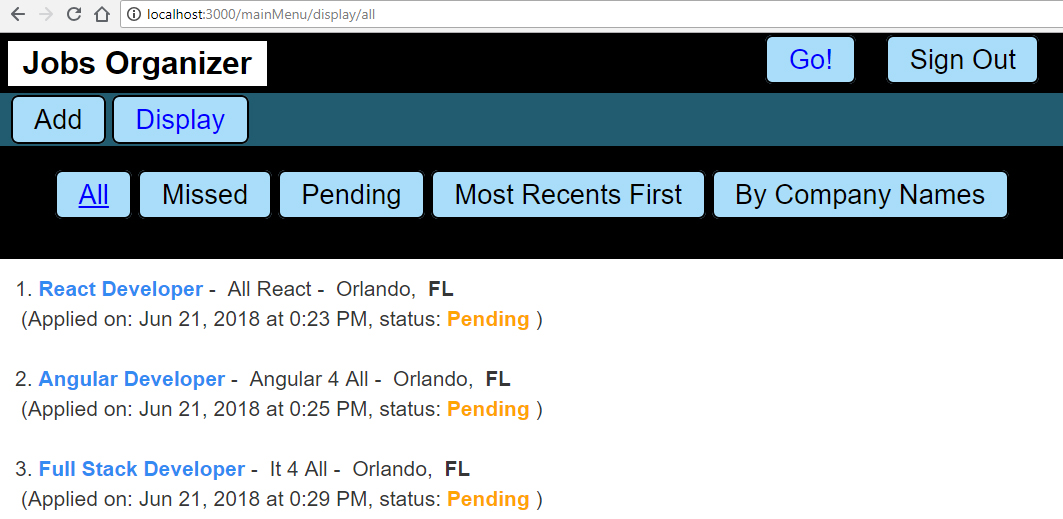 localhost:3000/mainMenu/display/all
Jobs Organizer Go! Sign Out
Add Display
All Missed Pending Most Recents First By Company Names
1. React Developer - All React - Orlando, FL
(Applied on: Jun 21, 2018 at 0:23 PM, status: Pending )
2. Angular Developer - Angular 4 All - Orlando, FL
(Applied on: Jun 21, 2018 at 0:25 PM, status: Pending )
3. Full Stack Developer - It 4 All - Orlando, FL
(Applied on: Jun 21, 2018 at 0:29 PM, status: Pending )